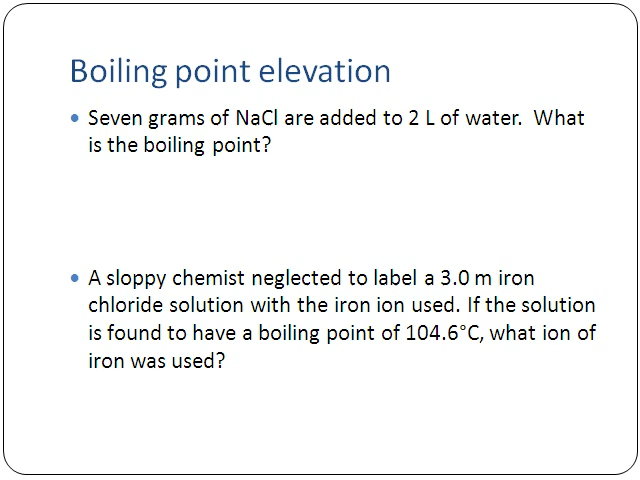 Boiling point elevation
• Seven grams of NaCl are added to 2 L of water.  What
is the boiling point?
• A sloppy chemist neglected to label a 3.0 m iron
chloride solution with the iron ion used. If the solution
is found to have a boiling point of 104.6°C, what ion of
iron was used?